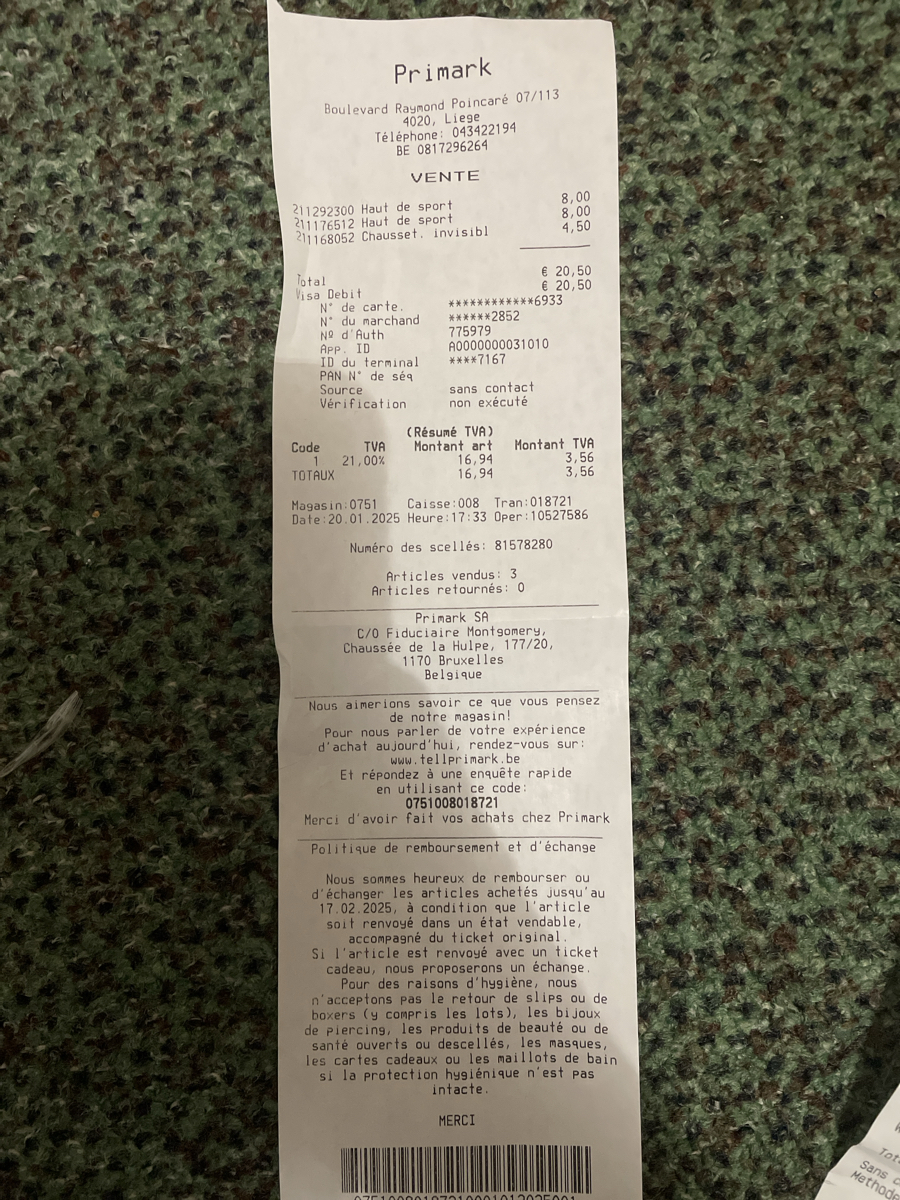 Primark
Boulevard Raymond Poincaré 07/113
4020, Liege
Téléphone: 043422194
BE 0817296264
VENTE
211292300 Haut de sport 8,00
211176512 Haut de sport 8,00
211168052 Chausset. invisibl 4,50
Total € 20,50
Visa Debit € 20,50
N° de carte. ************6933
N° du marchand ******2852
Nº d'Auth 775979
App. ID A0000000031010
ID du terminal ****7167
PAN N° de séq
Source sans contact
Vérification non exécuté
(Résumé TVA)
Code TVA Montant art Montant TVA
1 21,00% 16,94 3,56
TOTAUX 16,94 3,56
Magasin:0751 Caisse:008 Tran:018721
Date:20.01.2025 Heure:17:33 Oper:10527586
Numéro des scellés: 81578280
Articles vendus: 3
Articles retournés: 0
Primark SA
C/O Fiduciaire Montgomery,
Chaussée de la Hulpe, 177/20,
1170 Bruxelles
Belgique
Nous aimerions savoir ce que vous pensez
de notre magasin!
Pour nous parler de votre expérience
d'achat aujourd'hui, rendez-vous sur:
www.tellprimark.be
Et répondez à une enquête rapide
en utilisant ce code:
0751008018721
Merci d'avoir fait vos achats chez Primark
Politique de remboursement et d'échange
Nous sommes heureux de rembourser ou
d'échanger les articles achetés jusqu'au
17.02.2025, à condition que l'article
soit renvoyé dans un état vendable,
accompagné du ticket original.
Si l'article est renvoyé avec un ticket
cadeau, nous proposerons un échange.
Pour des raisons d'hygiène, nous
n'acceptons pas le retour de slips ou de
boxers (y compris les lots), les bijoux
de piercing, les produits de beauté ou de
santé ouverts ou descellés, les masques,
les cartes cadeaux ou les maillots de bain
si la protection hygiénique n'est pas
intacte.
MERCI
Sans